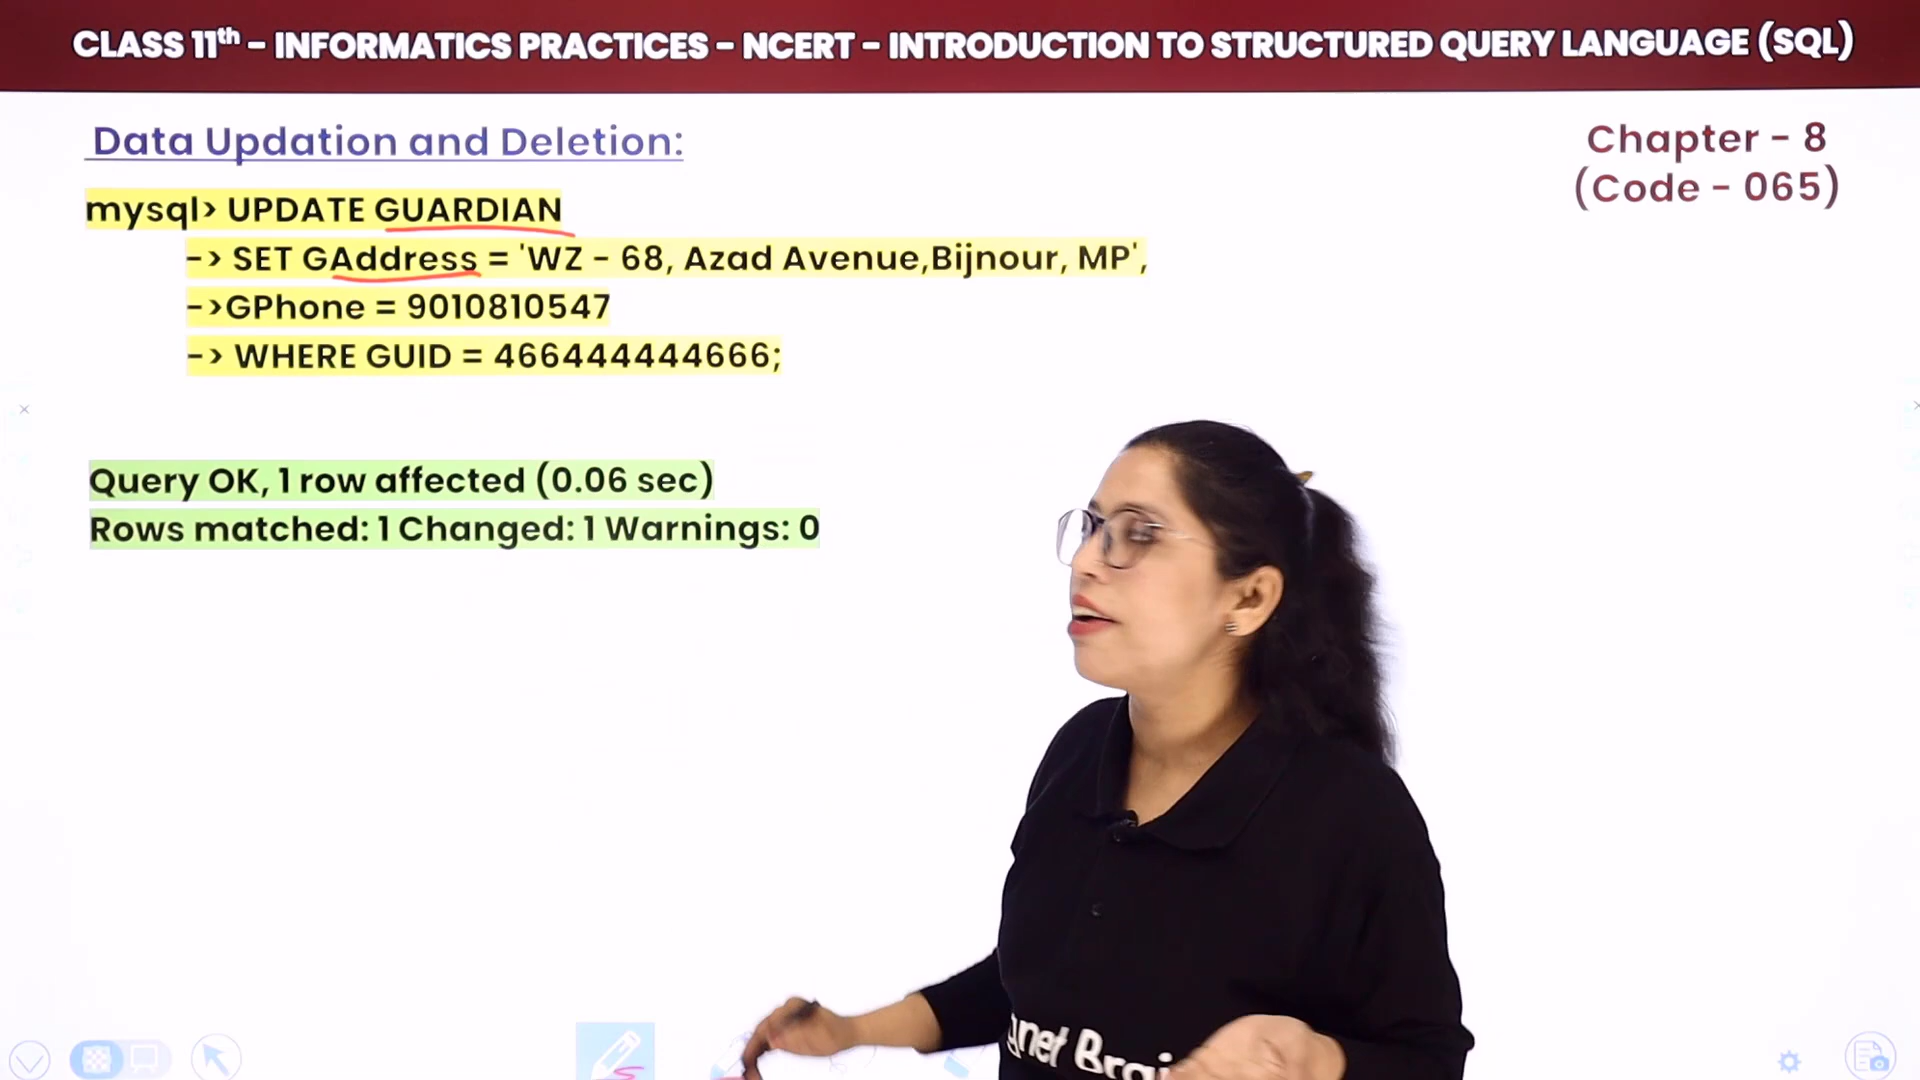 CLASS 11th - INFORMATICS PRACTICES - NCERT - INTRODUCTION TO STRUCTURED QUERY LANGUAGE (SQL)
Data Updation and Deletion:
Chapter - 8
(Code - 065)
mysql> UPDATE GUARDIAN
-> SET GAddress = 'WZ - 68, Azad Avenue,Bijnour, MP',
->GPhone = 9010810547
-> WHERE GUID = 466444444666;
Query OK, 1 row affected (0.06 sec)
Rows matched: 1 Changed: 1 Warnings: 0